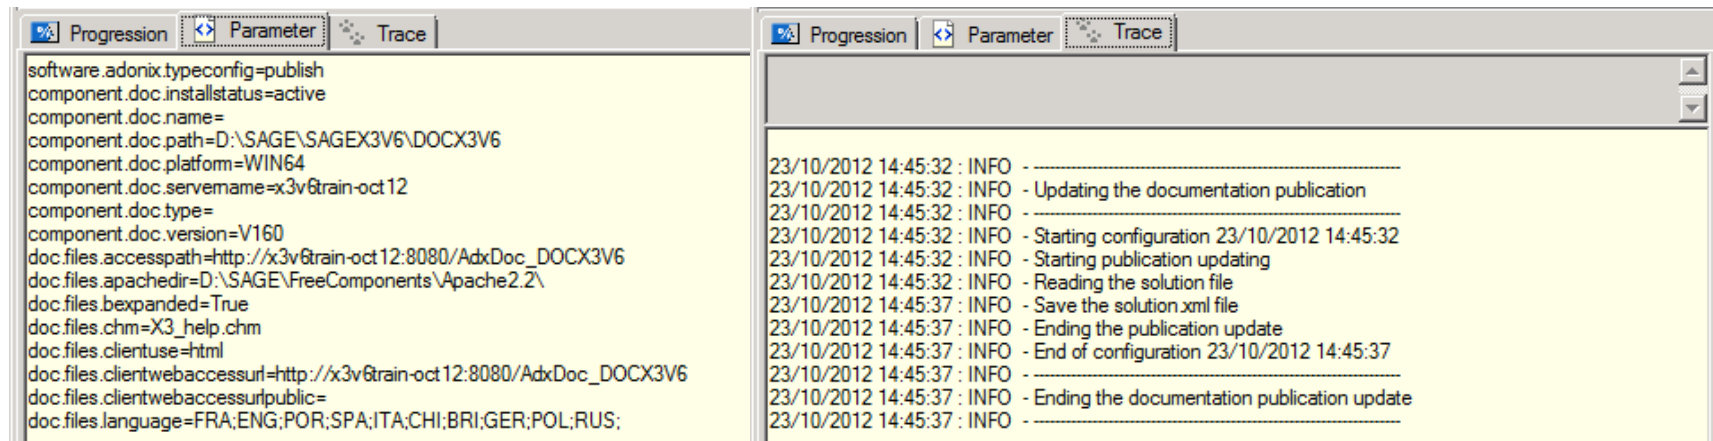 Progression Parameter Trace
software.adonix.typeconfig=publish
component.doc.installstatus=active
component.doc.name=
component.doc.path=D:\SAGE\SAGEX3V6\DOCX3V6
component.doc.platform=WIN64
component.doc.servername=x3v6train-oct12
component.doc.type=
component.doc.version=V160
doc.files.accesspath=http://x3v6train-oct12:8080/AdxDoc_DOCX3V6
doc.files.apachedir=D:\SAGE\FreeComponents\Apache2.2\
doc.files.bexpanded=True
doc.files.chm=X3_help.chm
doc.files.clientuse=html
doc.files.clientwebaccessurl=http://x3v6train-oct12:8080/AdxDoc_DOCX3V6
doc.files.clientwebaccessurlpublic=
doc.files.language=FRA;ENG;POR;SPA;ITA;CHI;BRI;GER;POL;RUS;
Progression Parameter Trace
23/10/2012 14:45:32 : INFO - --------------------------------------------------------------------
23/10/2012 14:45:32 : INFO - Updating the documentation publication
23/10/2012 14:45:32 : INFO - --------------------------------------------------------------------
23/10/2012 14:45:32 : INFO - Starting configuration 23/10/2012 14:45:32
23/10/2012 14:45:32 : INFO - Starting publication updating
23/10/2012 14:45:32 : INFO - Reading the solution file
23/10/2012 14:45:37 : INFO - Save the solution.xml file
23/10/2012 14:45:37 : INFO - Ending the publication update
23/10/2012 14:45:37 : INFO - End of configuration 23/10/2012 14:45:37
23/10/2012 14:45:37 : INFO - --------------------------------------------------------------------
23/10/2012 14:45:37 : INFO - Ending the documentation publication update
23/10/2012 14:45:37 : INFO - --------------------------------------------------------------------